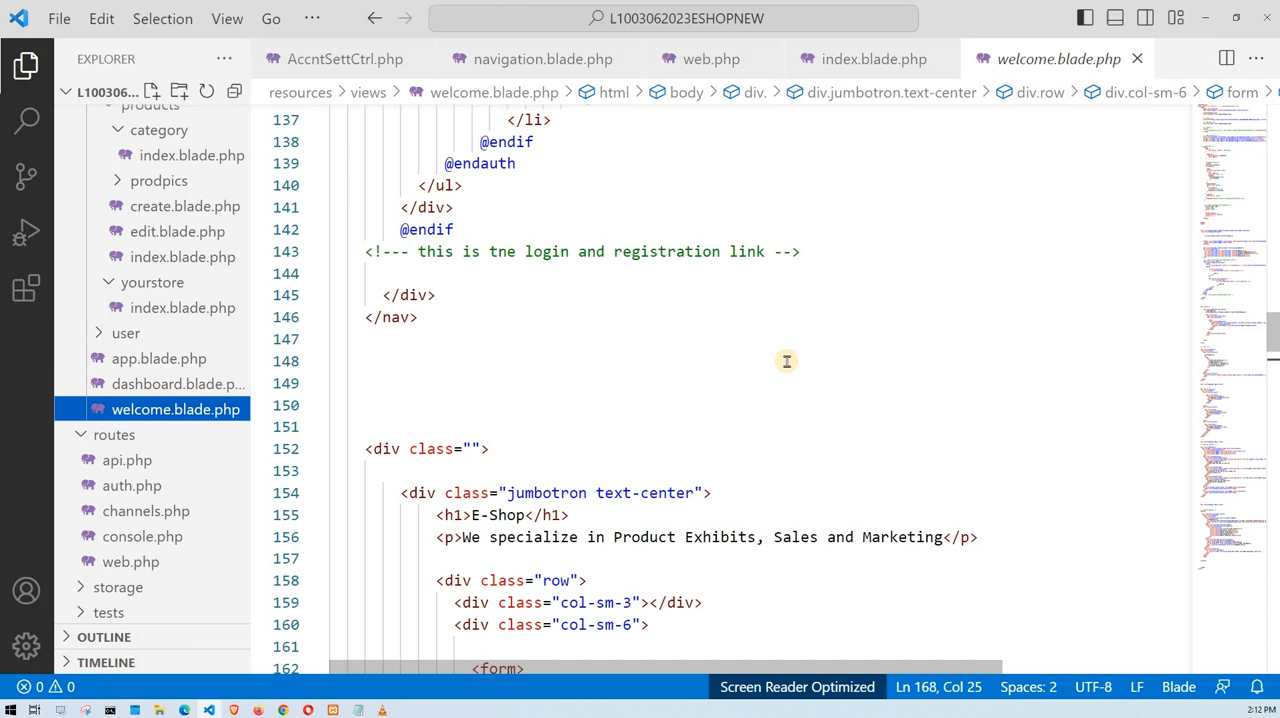 File Edit Selection View Go ··· L1003062023ESHOPNEW
EXPLORER ···
AccntSettCtrl.php navigation.blade.php web.php index.blade.php welcome.blade.php
L100306...
resources > views > welcome.blade.php > html > body > div. > div.jumbotron.text-center > div.row > div.col-sm-6 > form
products
category
index.blade.php
prodpics
create.blade.php
edit.blade.php
index.blade.php
yourstore
index.blade.php
user
app.blade.php
dashboard.blade.p...
welcome.blade.php
routes
api.php
auth.php
channels.php
console.php
web.php
storage
tests
OUTLINE
TIMELINE
137 </li>
138 @endif
139 @endauth
140 </ul>
141 </div>
142 @endif
143
144
145 </div>
146 </nav>
147
148
149
150
151
152 <div class="">
153
154 <div class="jumbotron text-center">
155 <h1>E-Shop</h1>
156 <p>We Specialize in Product Exhibits, Sales and Marketing</p>
157
158 <div class="row">
159 <div class="col-sm-3"></div>
160 <div class="col-sm-6">
161
162 <form>
0 0 Screen Reader Optimized Ln 168, Col 25 Spaces: 2 UTF-8 LF Blade
2:12 PM